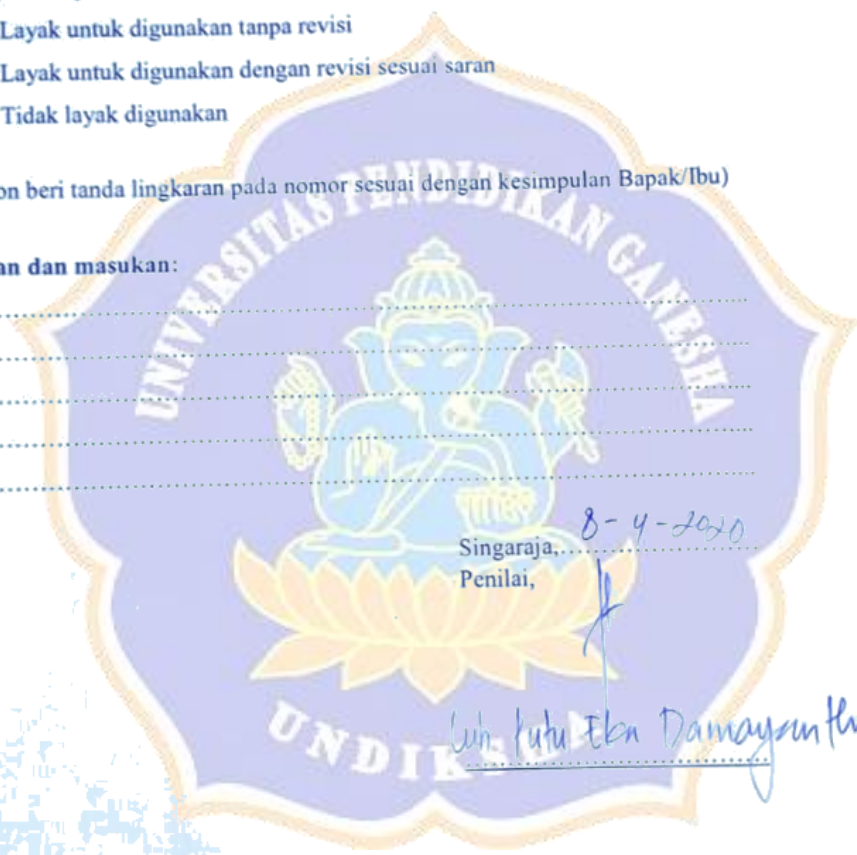 Layak untuk digunakan tanpa revisi
Layak untuk digunakan dengan revisi sesuai saran
Tidak layak digunakan
on beri tanda lingkaran pada nomor sesuai dengan kesimpulan Bapak/Ibu)
UNIVERSITAS PENDIDIKAN GANESHA
an dan masukan:
Singaraja, 8-4-2020
Penilai,
Luh Putu Eka Damayanthi
UNDIKSHA